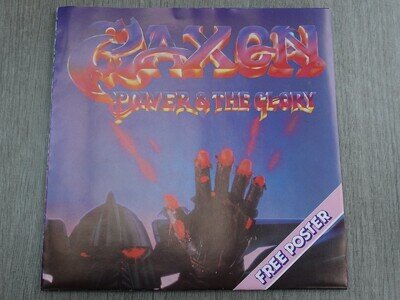 SAXON
POWER & THE GLORY
FREE POSTER